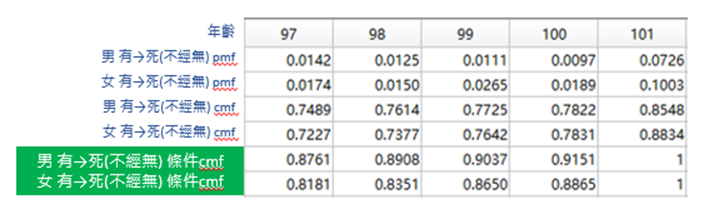 年齡 97 98 99 100 101
男 有→死(不經無) pmf 0.0142 0.0125 0.0111 0.0097 0.0726
女 有→死(不經無) pmf 0.0174 0.0150 0.0265 0.0189 0.1003
男 有→死(不經無) cmf 0.7489 0.7614 0.7725 0.7822 0.8548
女 有→死(不經無) cmf 0.7227 0.7377 0.7642 0.7831 0.8834
男 有→死(不經無) 條件cmf 0.8761 0.8908 0.9037 0.9151 1
女 有→死(不經無) 條件cmf 0.8181 0.8351 0.8650 0.8865 1